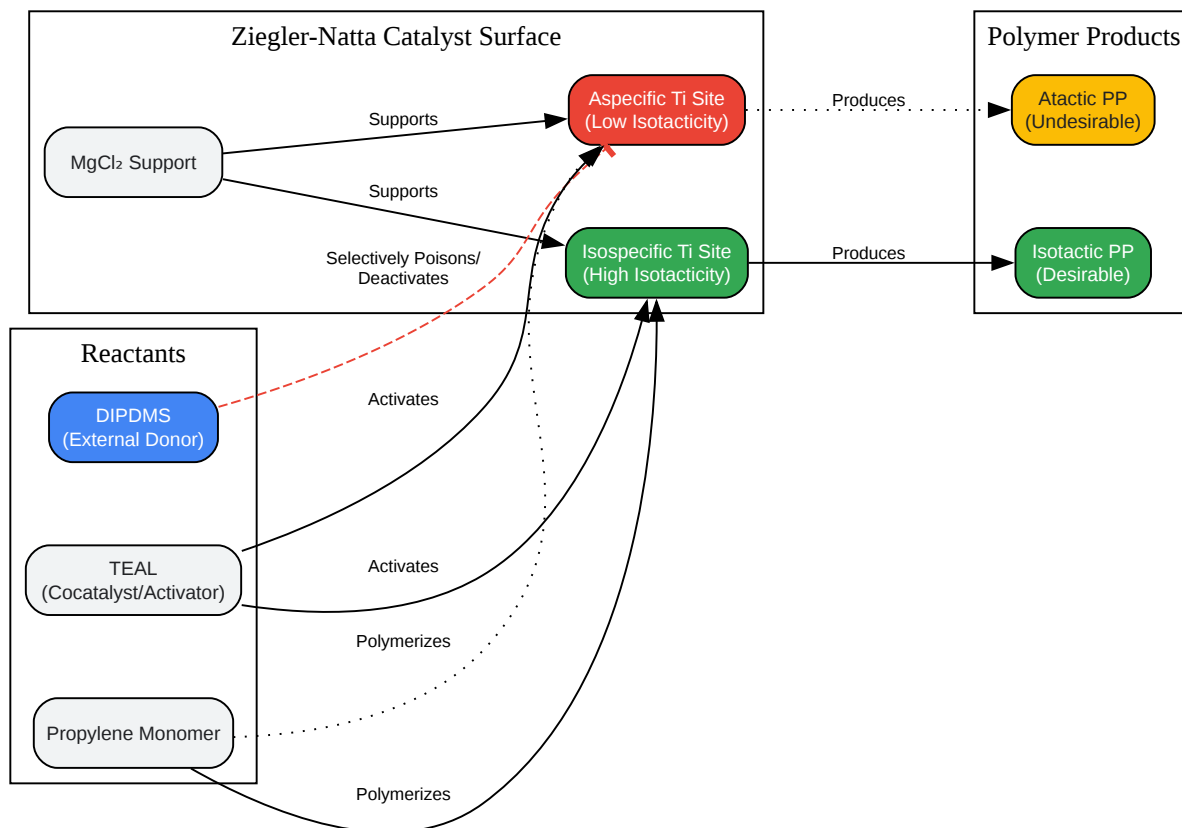 Ziegler-Natta Catalyst Surface
MgCl₂ Support
Supports
Supports
Aspecific Ti Site
(Low Isotacticity)
Isospecific Ti Site
(High Isotacticity)
Produces
Produces
Polymer Products
Atactic PP
(Undesirable)
Isotactic PP
(Desirable)
Selectively Poisons/
Deactivates
Reactants
DIPDMS
(External Donor)
Activates
TEAL
(Cocatalyst/Activator)
Activates
Polymerizes
Propylene Monomer
Polymerizes